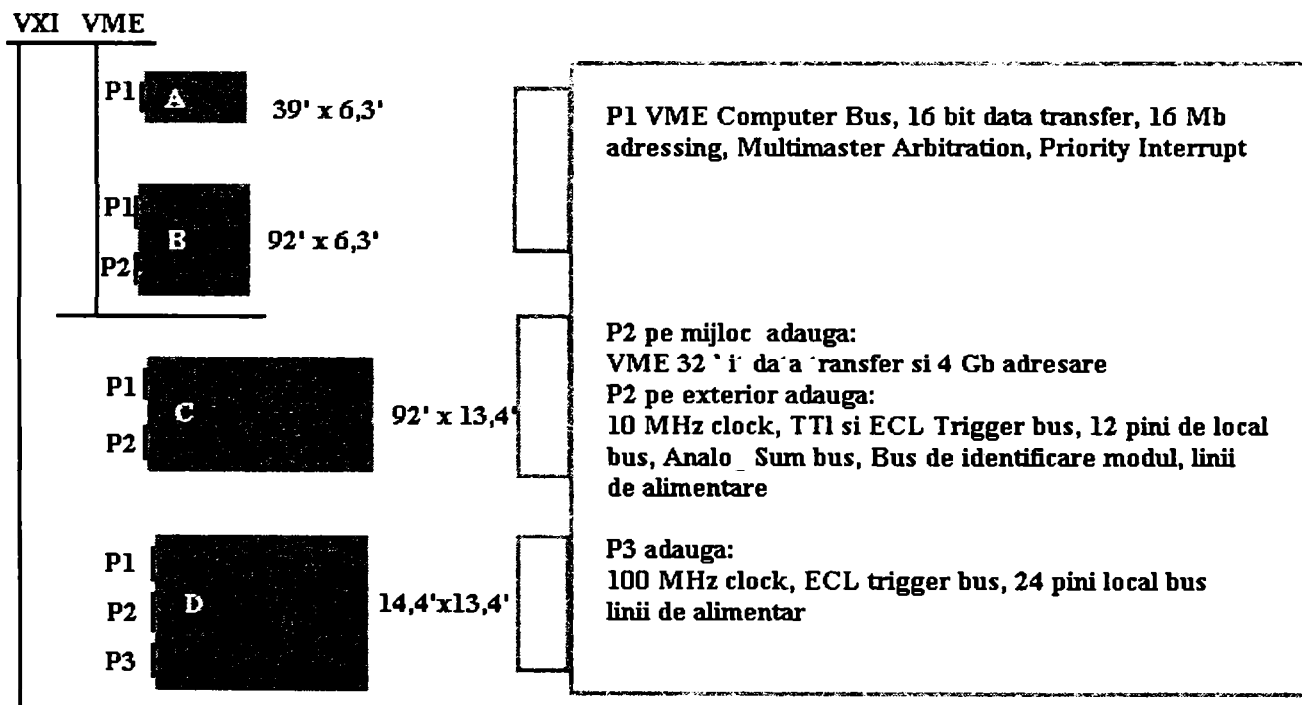 VXI VME
P1
A
39' x 6,3'
P1
B
P2
92' x 6,3'
P1
C
P2
92' x 13,4'
P1
D
P2
P3
14,4'x13,4'
P1 VME Computer Bus, 16 bit data transfer, 16 Mb
adressing, Multimaster Arbitration, Priority Interrupt
P2 pe mijloc adauga:
VME 32 si 4 Gb adresare
P2 pe exterior adauga:
10 MHz clock, TTl si ECL Trigger bus, 12 pini de local
bus, Sum bus, Bus de identificare modul, linii
de alimentare
P3 adauga:
100 MHz clock, ECL trigger bus, 24 pini local bus
linii de alimentar